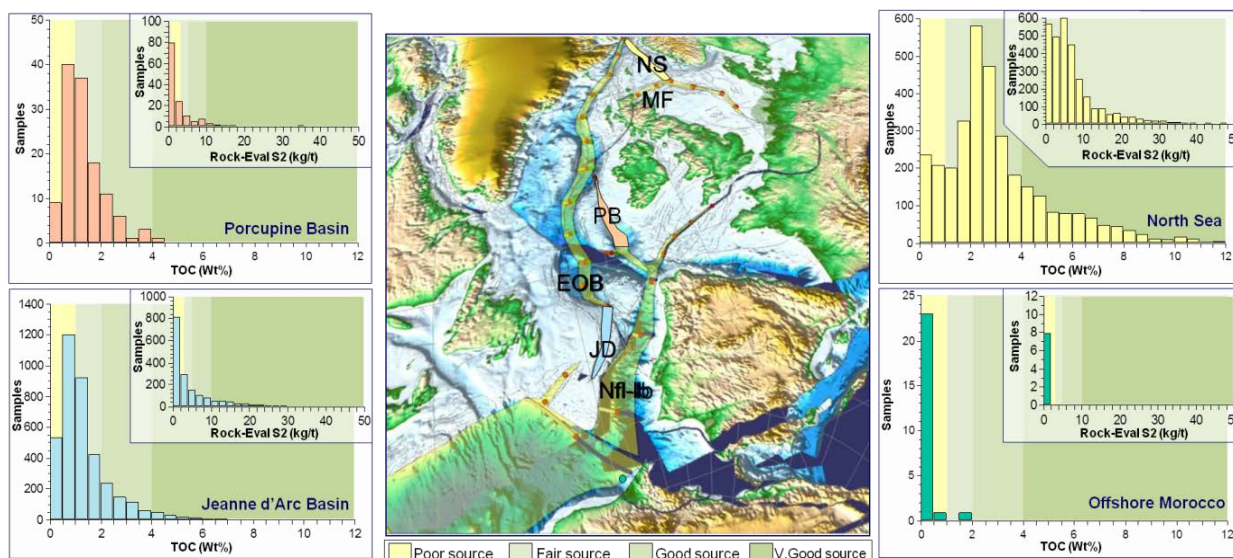 50
40
30
20
10
0
Samples
0 2 4 6 8 10 12
TOC (Wt%)
Porcupine Basin
100
80
60
40
20
0
Samples
0 10 20 30 40 50
Rock-Eval S2 (kg/t)
1400
1200
1000
800
600
400
200
0
Samples
0 2 4 6 8 10 12
TOC (Wt%)
Jeanne d'Arc Basin
1000
800
600
400
200
0
Samples
0 10 20 30 40 50
Rock-Eval S2 (kg/t)
NS
MF
PB
EOB
JD
Nfl-Ib
Poor source Fair source Good source V.Good source
600
500
400
300
200
100
0
Samples
0 2 4 6 8 10 12
TOC (Wt%)
North Sea
600
500
400
300
200
100
0
Samples
0 10 20 30 40 50
Rock-Eval S2 (kg/t)
25
20
15
10
5
0
Samples
0 2 4 6 8 10 12
TOC (Wt%)
Offshore Morocco
12
10
8
6
4
2
0
Samples
0 10 20 30 40 50
Rock-Eval S2 (kg/t)